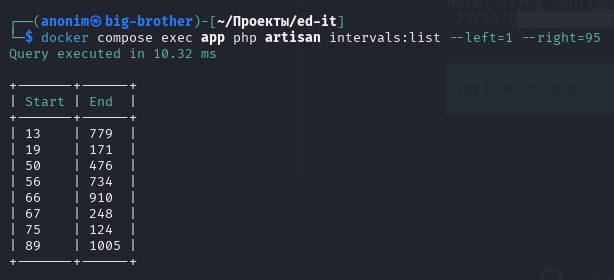 ┌──(anonim㉿big-brother)-[~/Проекты/ed-it]
└─$ docker compose exec app php artisan intervals:list --left=1 --right=95
Query executed in 10.32 ms
+-------+------+
| Start | End  |
+-------+------+
| 13    | 779  |
| 19    | 171  |
| 50    | 476  |
| 56    | 734  |
| 66    | 910  |
| 67    | 248  |
| 75    | 124  |
| 89    | 1005 |
+-------+------+